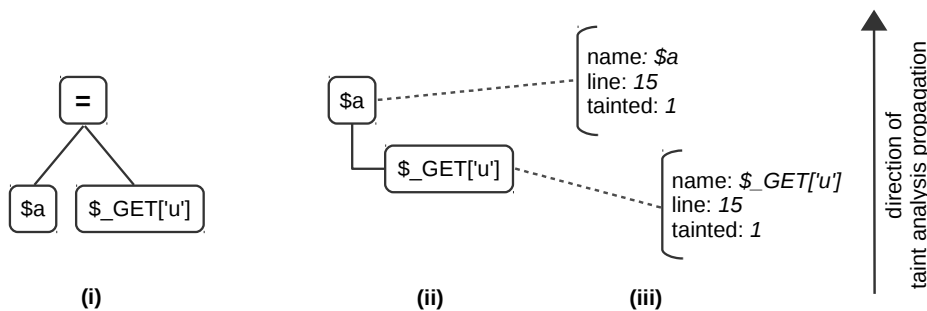 =
$a
$_GET['u']
(i)
$a
$_GET['u']
(ii)
name: $a
line: 15
tainted: 1
name: $_GET['u']
line: 15
tainted: 1
(iii)
direction of
taint analysis propagation